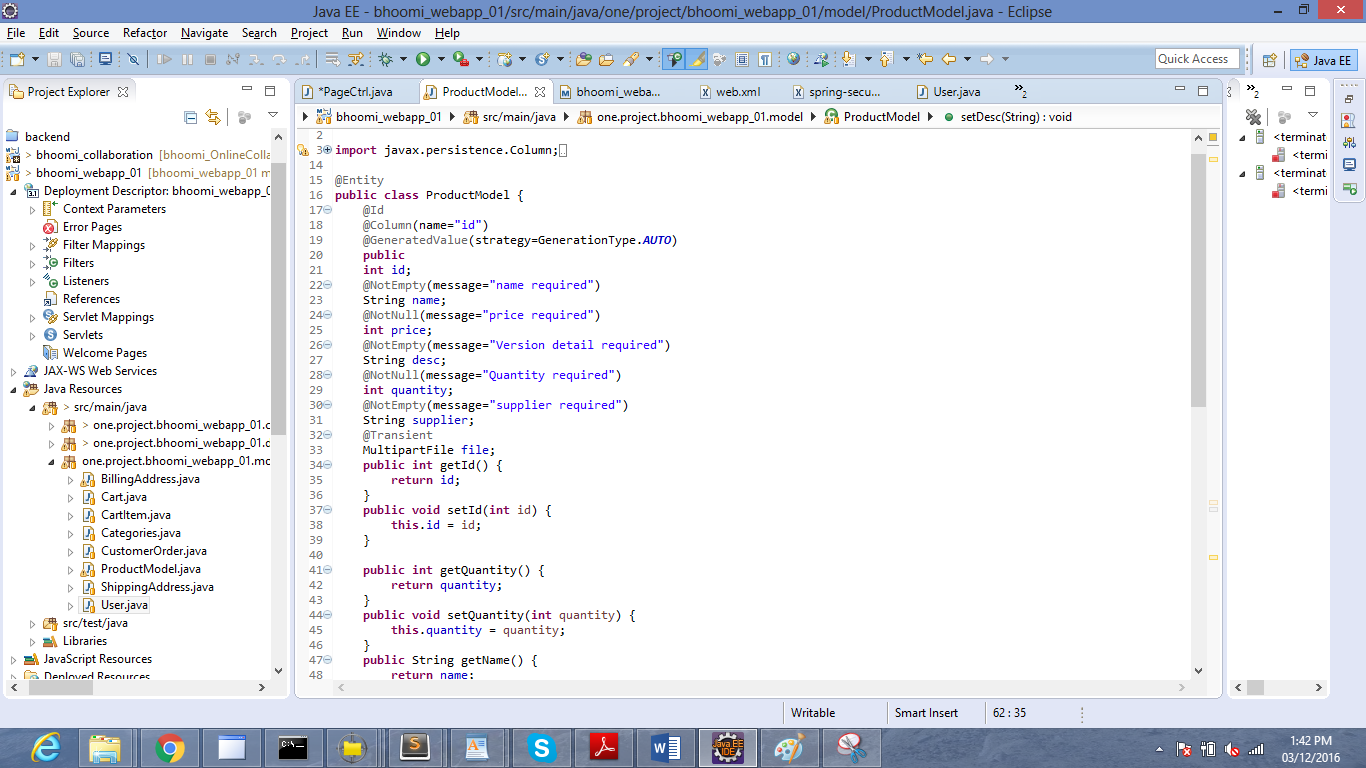 Java EE - bhoomi_webapp_01/src/main/java/one/project/bhoomi_webapp_01/model/ProductModel.java - Eclipse
File Edit Source Refactor Navigate Search Project Run Window Help
Quick Access
Java EE
Project Explorer
backend
> bhoomi_collaboration [bhoomi_OnlineColla
> bhoomi_webapp_01 [bhoomi_webapp_01 m
Deployment Descriptor: bhoomi_webapp_0
Context Parameters
Error Pages
Filter Mappings
Filters
Listeners
References
Servlet Mappings
Servlets
Welcome Pages
JAX-WS Web Services
Java Resources
> src/main/java
> one.project.bhoomi_webapp_01.c
> one.project.bhoomi_webapp_01.c
one.project.bhoomi_webapp_01.mc
BillingAddress.java
Cart.java
CartItem.java
Categories.java
CustomerOrder.java
ProductModel.java
ShippingAddress.java
User.java
src/test/java
Libraries
JavaScript Resources
Deployed Resources
*PageCtrl.java ProductModel... bhoomi_weba... web.xml spring-secu... User.java »2
bhoomi_webapp_01 src/main/java one.project.bhoomi_webapp_01.model ProductModel setDesc(String) : void
2
3 import javax.persistence.Column;
14
15 @Entity
16 public class ProductModel {
17 @Id
18 @Column(name="id")
19 @GeneratedValue(strategy=GenerationType.AUTO)
20 public
21 int id;
22 @NotEmpty(message="name required")
23 String name;
24 @NotNull(message="price required")
25 int price;
26 @NotEmpty(message="Version detail required")
27 String desc;
28 @NotNull(message="Quantity required")
29 int quantity;
30 @NotEmpty(message="supplier required")
31 String supplier;
32 @Transient
33 MultipartFile file;
34 public int getId() {
35 return id;
36 }
37 public void setId(int id) {
38 this.id = id;
39 }
40
41 public int getQuantity() {
42 return quantity;
43 }
44 public void setQuantity(int quantity) {
45 this.quantity = quantity;
46 }
47 public String getName() {
48 return name;
»2
<terminat
<termi
<terminat
<termi
Writable Smart Insert 62 : 35
1:42 PM
03/12/2016